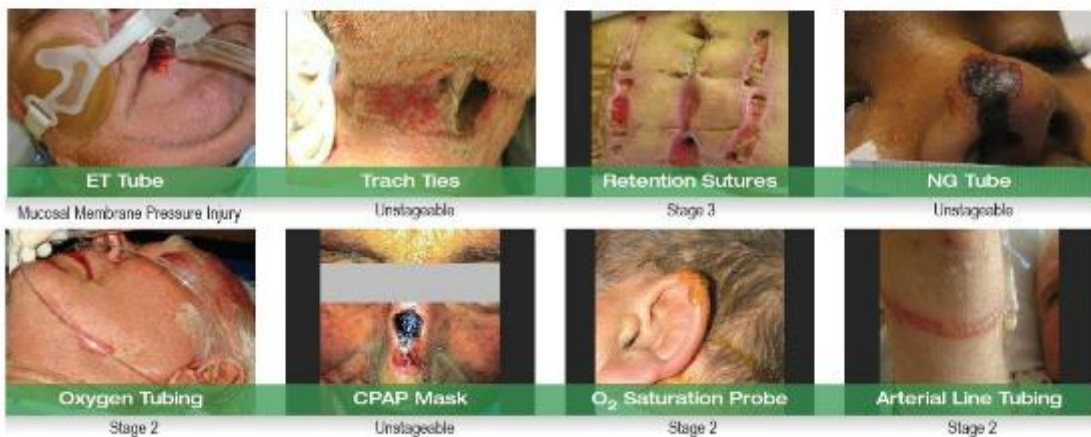 ET Tube
Mucosal Membrane Pressure Injury
Trach Ties
Unstageable
Retention Sutures
Stage 3
NG Tube
Unstageable
Oxygen Tubing
Stage 2
CPAP Mask
Unstageable
O₂ Saturation Probe
Stage 2
Arterial Line Tubing
Stage 2